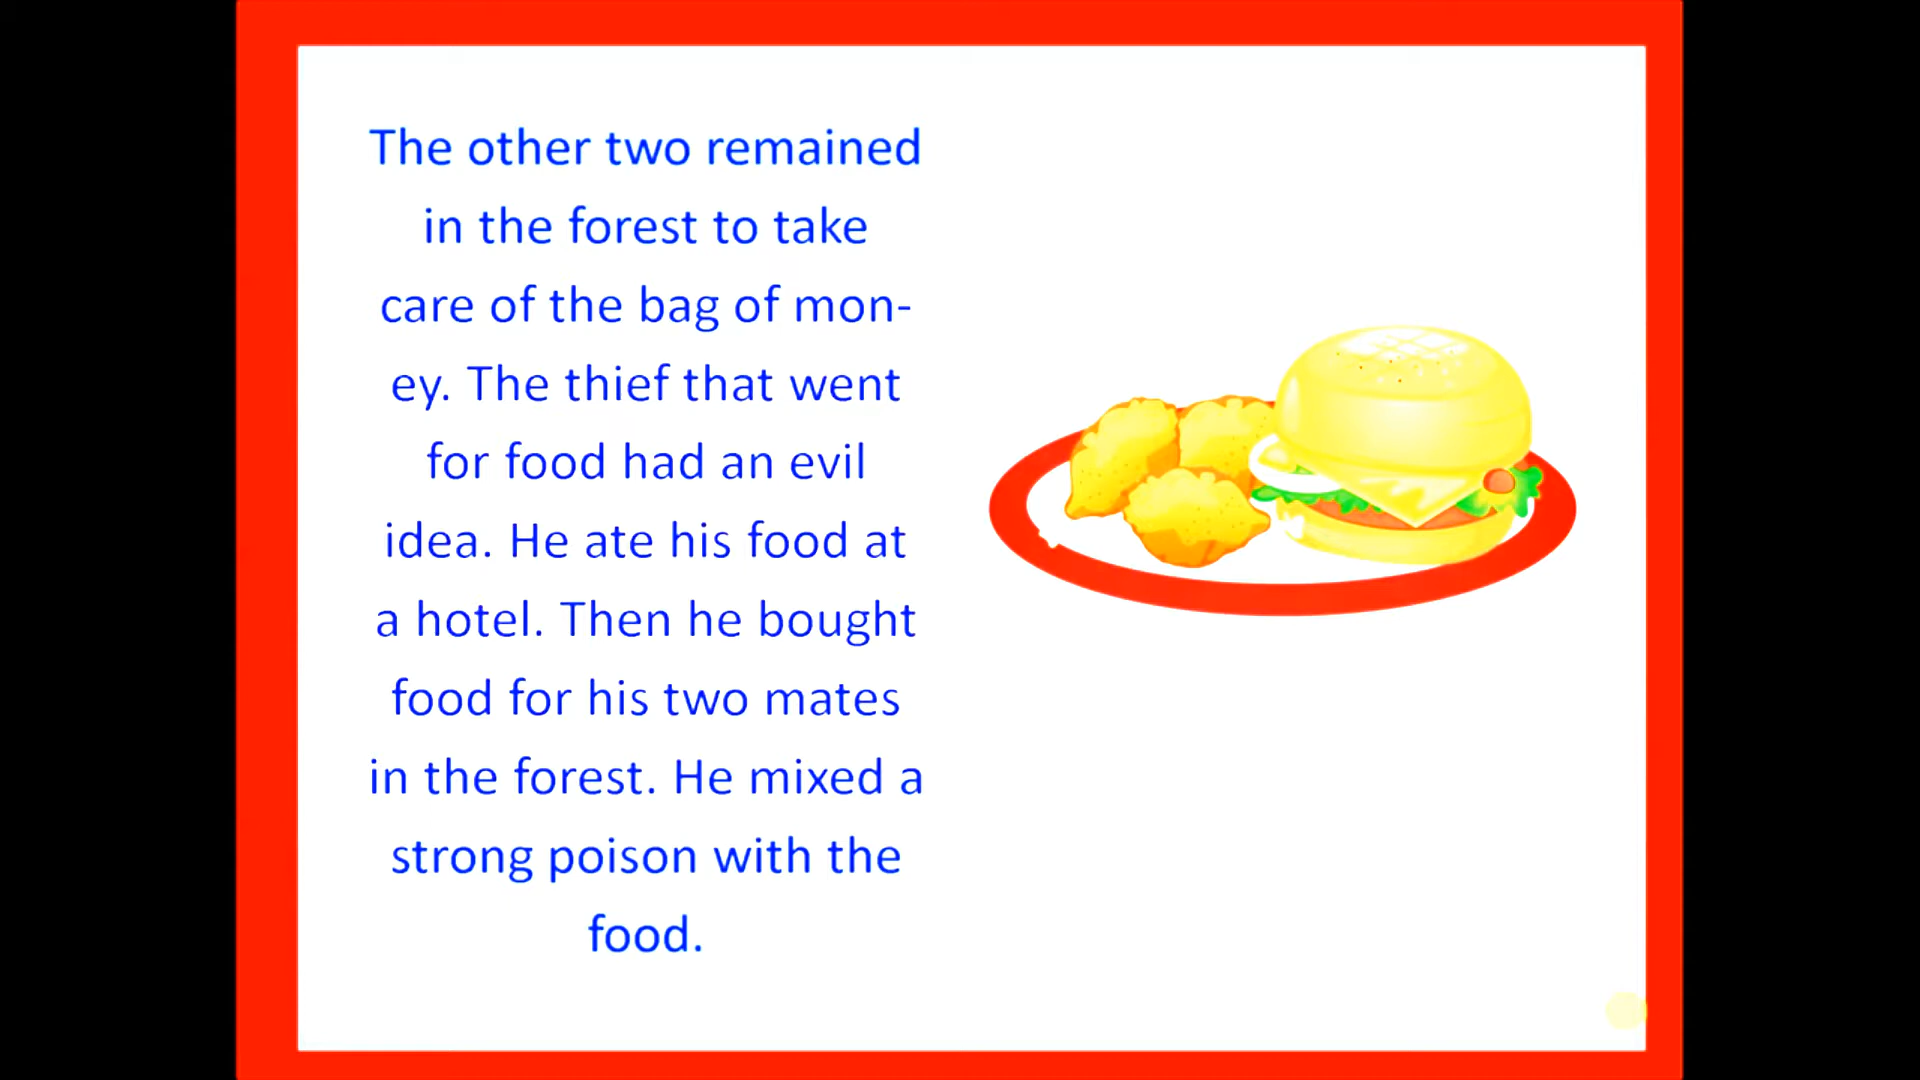 The other two remained
in the forest to take
care of the bag of mon-
ey. The thief that went
for food had an evil
idea. He ate his food at
a hotel. Then he bought
food for his two mates
in the forest. He mixed a
strong poison with the
food.